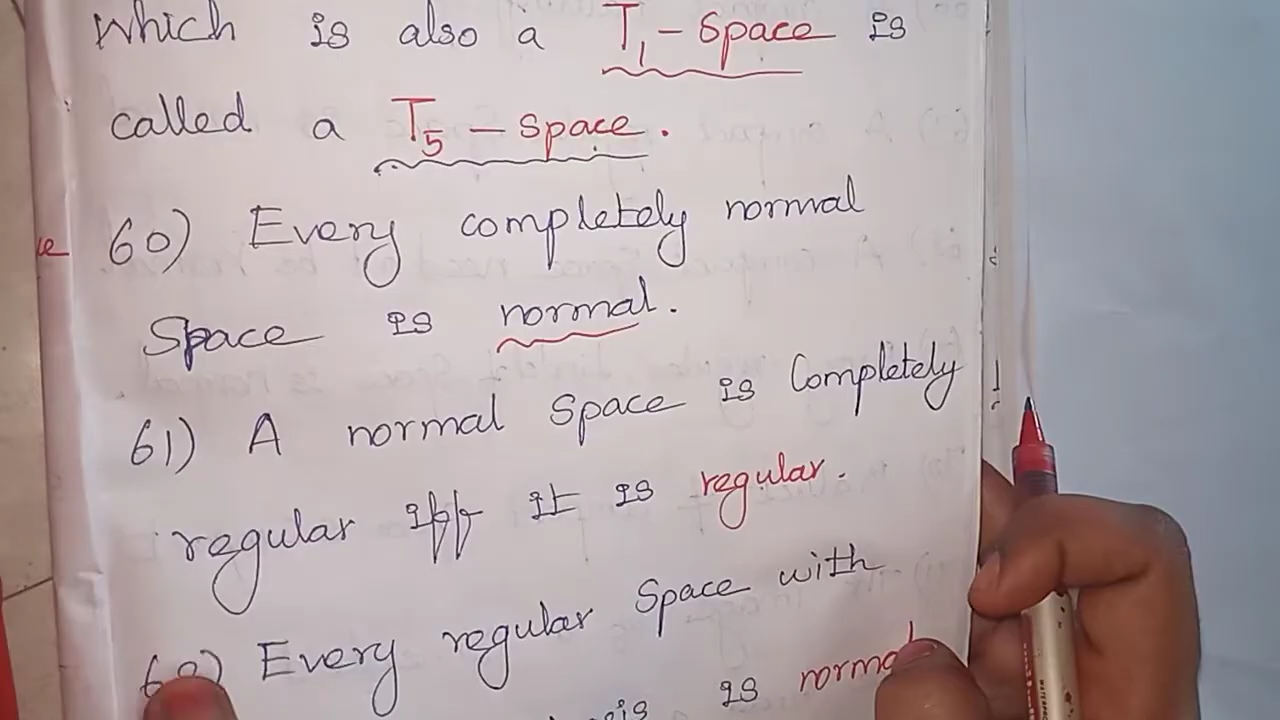 which is also a T₁ - Space is
called a T₅ - space.
60) Every completely normal
Space is normal.
61) A normal Space is Completely
regular iff it is regular.
Every regular Space with
is normal